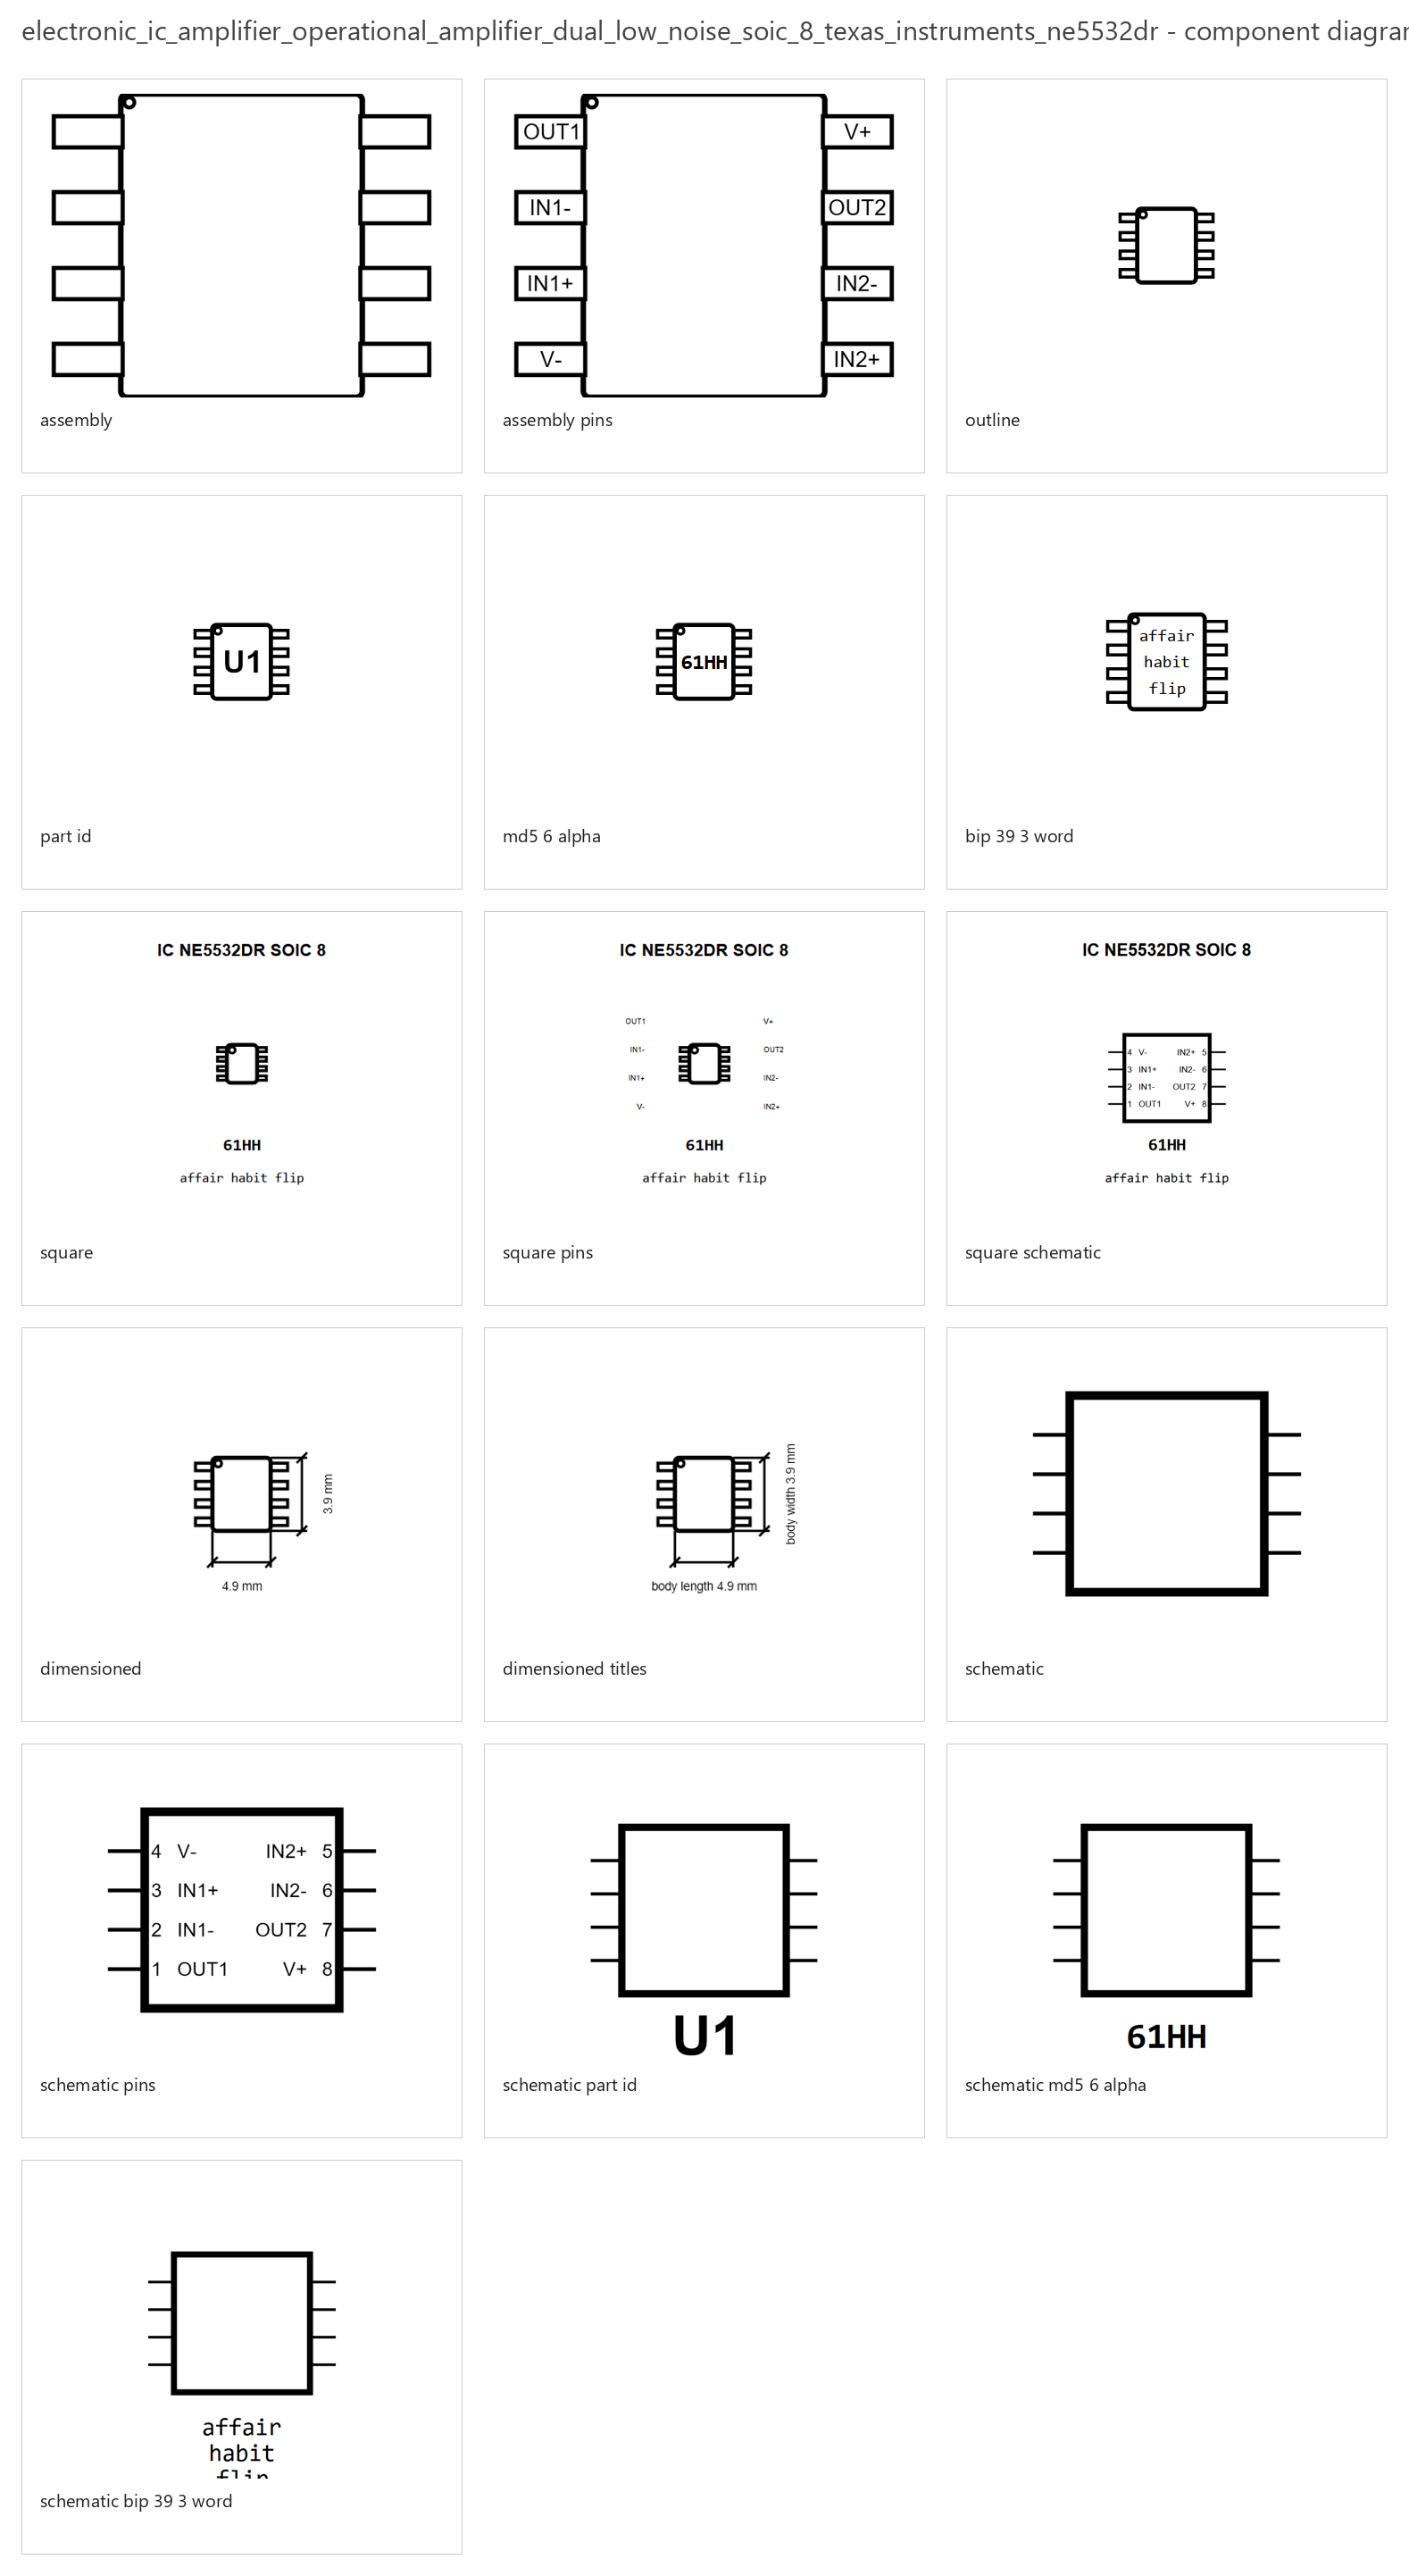 electronic_ic_amplifier_operational_amplifier_dual_low_noise_soic_8_texas_instruments_ne5532dr - component diagra
OUT1 V+
IN1- OUT2
IN1+ IN2-
V- IN2+
assembly
assembly pins
outline
U1
61HH
affair
habit
flip
part id
md5 6 alpha
bip 39 3 word
IC NE5532DR SOIC 8
61HH
affair habit flip
square
IC NE5532DR SOIC 8
OUT1 V+
IN1- OUT2
IN1+ IN2-
V- IN2+
61HH
affair habit flip
square pins
IC NE5532DR SOIC 8
4 V- IN2+ 5
3 IN1+ IN2- 6
2 IN1- OUT2 7
1 OUT1 V+ 8
61HH
affair habit flip
square schematic
3.9 mm
4.9 mm
dimensioned
body width 3.9 mm
body length 4.9 mm
dimensioned titles
schematic
4 V- IN2+ 5
3 IN1+ IN2- 6
2 IN1- OUT2 7
1 OUT1 V+ 8
schematic pins
U1
schematic part id
61HH
schematic md5 6 alpha
affair
habit
flip
schematic bip 39 3 word